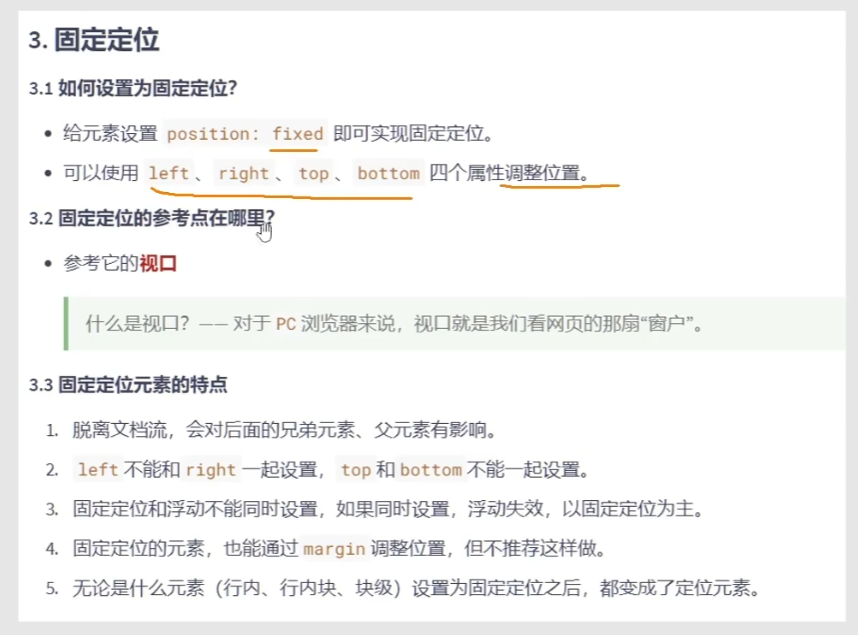 3. 固定定位
3.1 如何设置为固定定位？
给元素设置 position: fixed 即可实现固定定位。
可以使用 left 、 right 、 top 、 bottom 四个属性调整位置。
3.2 固定定位的参考点在哪里？
参考它的视口
什么是视口？—— 对于 PC 浏览器来说，视口就是我们看网页的那扇“窗户”。
3.3 固定定位元素的特点
1. 脱离文档流，会对后面的兄弟元素、父元素有影响。
2. left 不能和 right 一起设置， top 和 bottom 不能一起设置。
3. 固定定位和浮动不能同时设置，如果同时设置，浮动失效，以固定定位为主。
4. 固定定位的元素，也能通过 margin 调整位置，但不推荐这样做。
5. 无论是什么元素（行内、行内块、块级）设置为固定定位之后，都变成了定位元素。